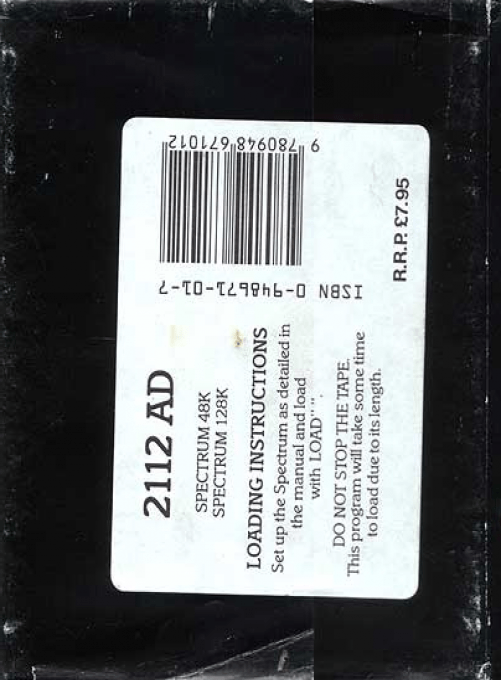 2112 AD
SPECTRUM 48K
SPECTRUM 128K
LOADING INSTRUCTIONS
Set up the Spectrum as detailed in
the manual and load
with LOAD" ".
DO NOT STOP THE TAPE.
This program will take some time
to load due to its length.
ISBN 0-948671-01-7
9 780948 671012
R.R.P. £7.95